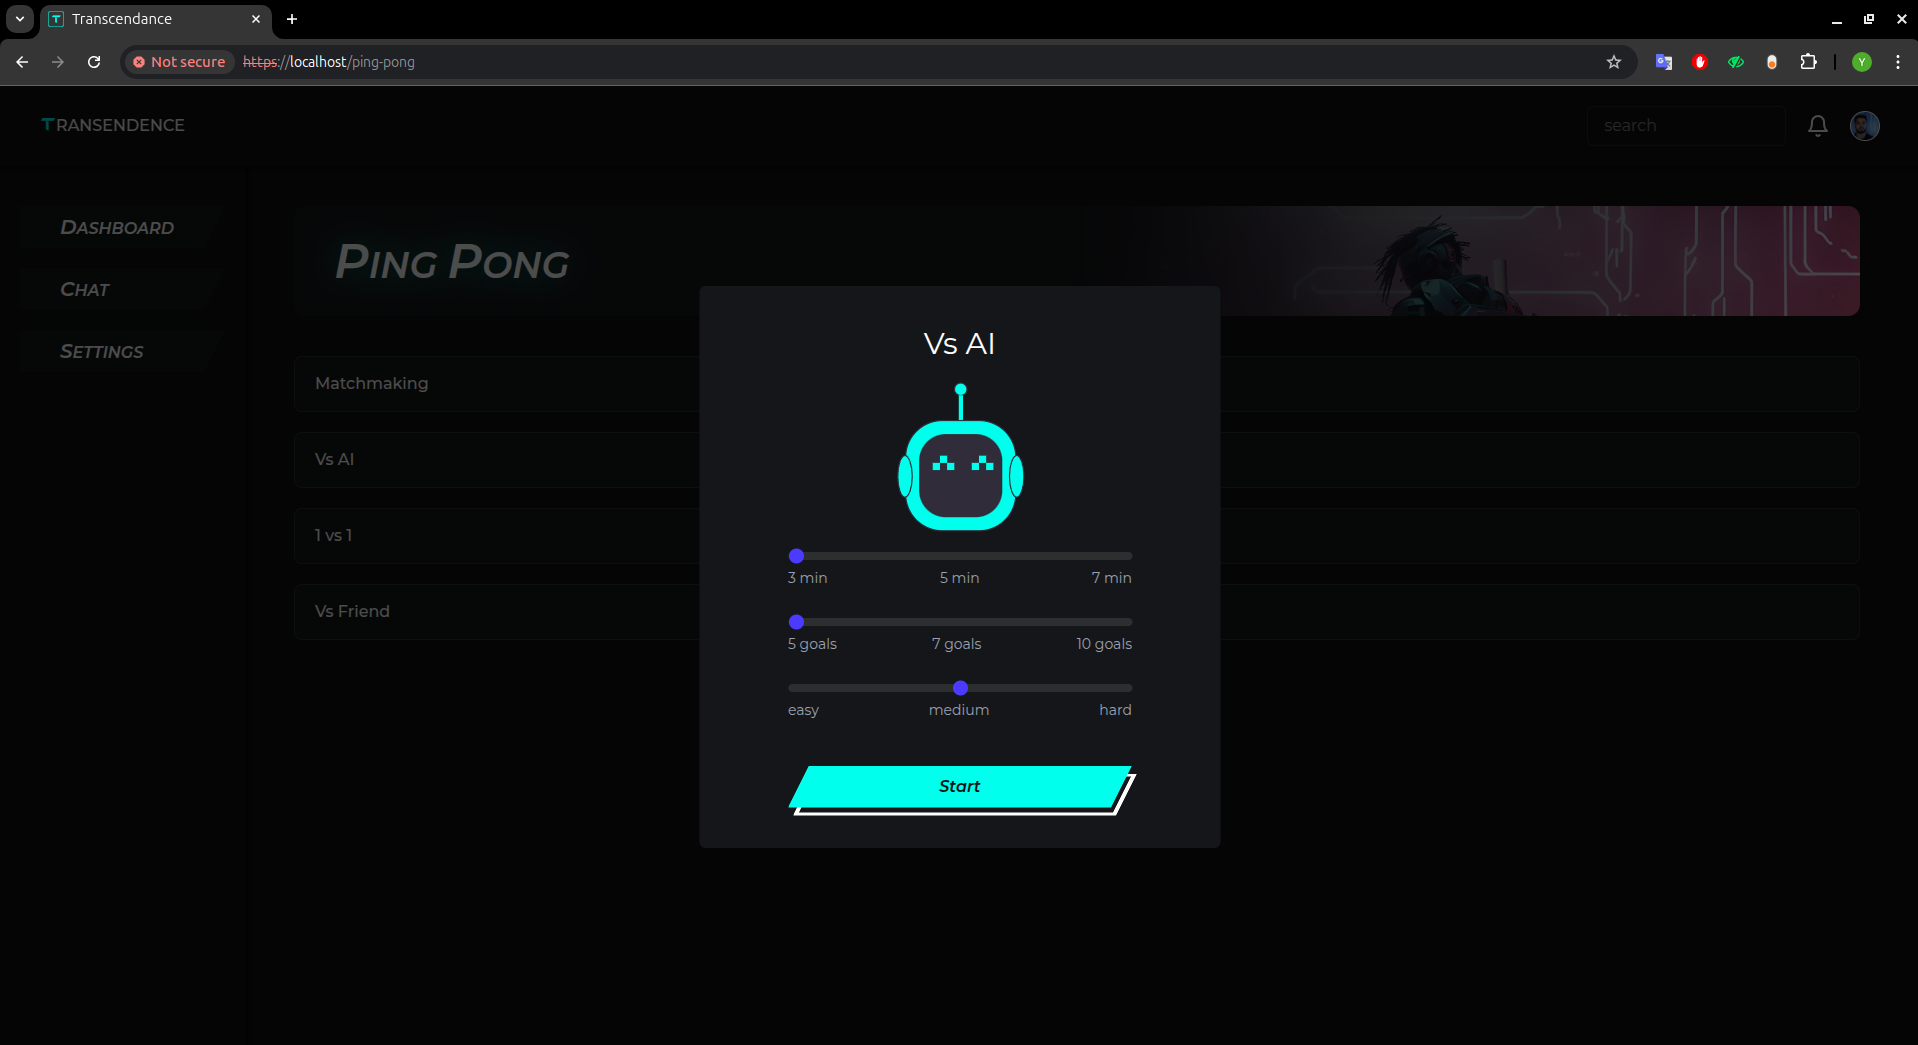 Transcendance
Not secure https://localhost/ping-pong
Y
TRANSENDENCE
search
DASHBOARD
CHAT
SETTINGS
PING PONG
Matchmaking
Vs AI
1 vs 1
Vs Friend
Vs AI
3 min 5 min 7 min
5 goals 7 goals 10 goals
easy medium hard
Start